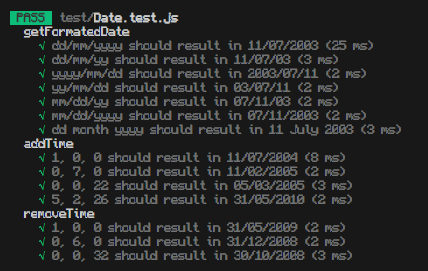 PASS test/Date.test.js
getFormatedDate
√ dd/mm/yyyy should result in 11/07/2003 (25 ms)
√ dd/mm/yy should result in 11/07/03 (3 ms)
√ yyyy/mm/dd should result in 2003/07/11 (2 ms)
√ yy/mm/dd should result in 03/07/11 (2 ms)
√ mm/dd/yy should result in 07/11/03 (2 ms)
√ mm/dd/yyyy should result in 07/11/2003 (2 ms)
√ dd month yyyy should result in 11 July 2003 (3 ms)
addTime
√ 1, 0, 0 should result in 11/07/2004 (8 ms)
√ 0, 7, 0 should result in 11/02/2005 (2 ms)
√ 0, 0, 22 should result in 05/03/2005 (3 ms)
√ 5, 2, 26 should result in 31/05/2010 (2 ms)
removeTime
√ 1, 0, 0 should result in 31/05/2009 (2 ms)
√ 0, 6, 0 should result in 31/12/2008 (2 ms)
√ 0, 0, 32 should result in 30/10/2008 (3 ms)